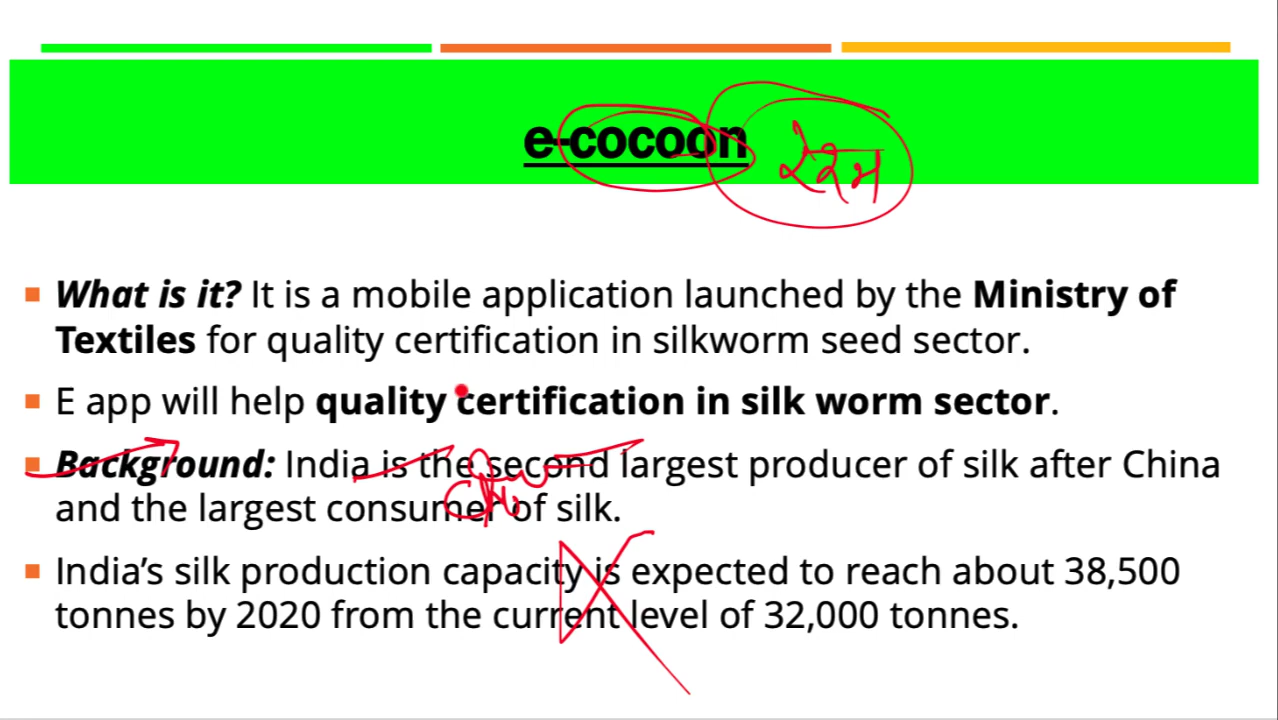 e-cocoon
रेशम
What is it? It is a mobile application launched by the Ministry of
Textiles for quality certification in silkworm seed sector.
E app will help quality certification in silk worm sector.
Background: India is the second largest producer of silk after China
and the largest consumer of silk.
India’s silk production capacity is expected to reach about 38,500
tonnes by 2020 from the current level of 32,000 tonnes.